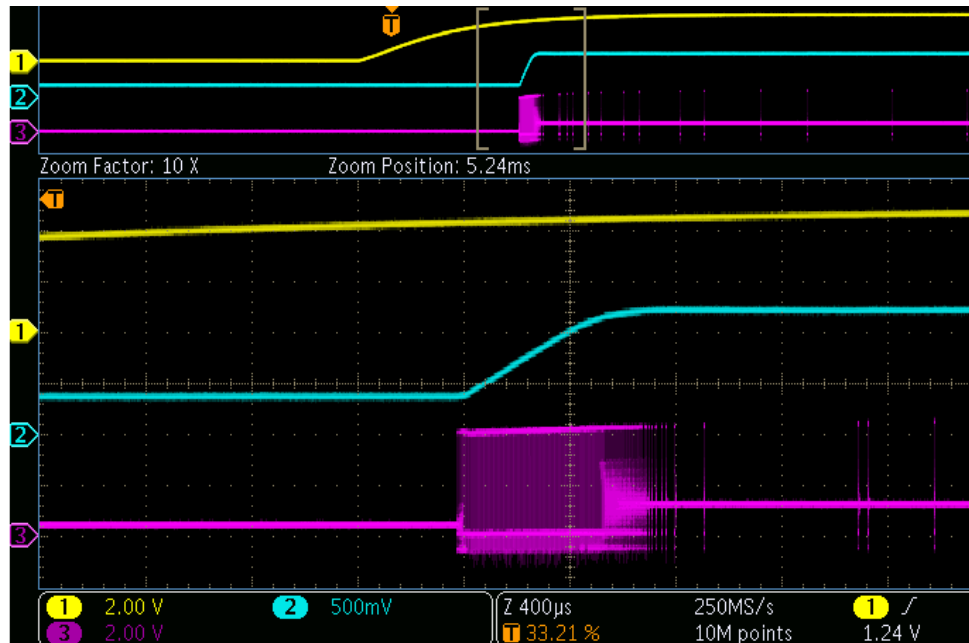 T
1
2
3
Zoom Factor: 10 X Zoom Position: 5.24ms
T
1
2
3
1 2.00 V 2 500mV Z 400µs 250MS/s 1
3 2.00 V T 33.21 % 10M points 1.24 V